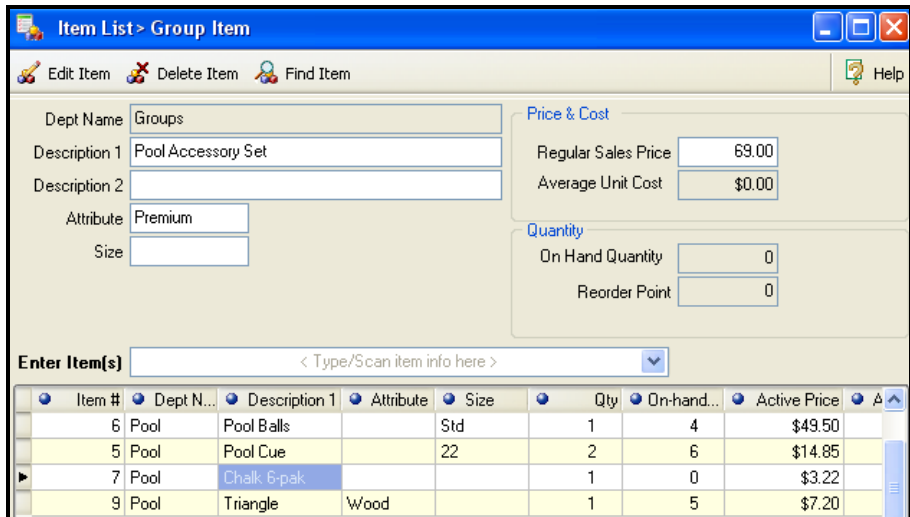 Item List > Group Item
Edit Item Delete Item Find Item Help
Dept Name Groups
Description 1 Pool Accessory Set
Description 2
Attribute Premium
Size
Price & Cost
Regular Sales Price 69.00
Average Unit Cost $0.00
Quantity
On Hand Quantity 0
Reorder Point 0
Enter Item(s) < Type/Scan item info here >
Item # Dept N... Description 1 Attribute Size Qty On-hand... Active Price A
6 Pool Pool Balls Std 1 4 $49.50
5 Pool Pool Cue 22 2 6 $14.85
7 Pool Chalk 6-pak 1 0 $3.22
9 Pool Triangle Wood 1 5 $7.20